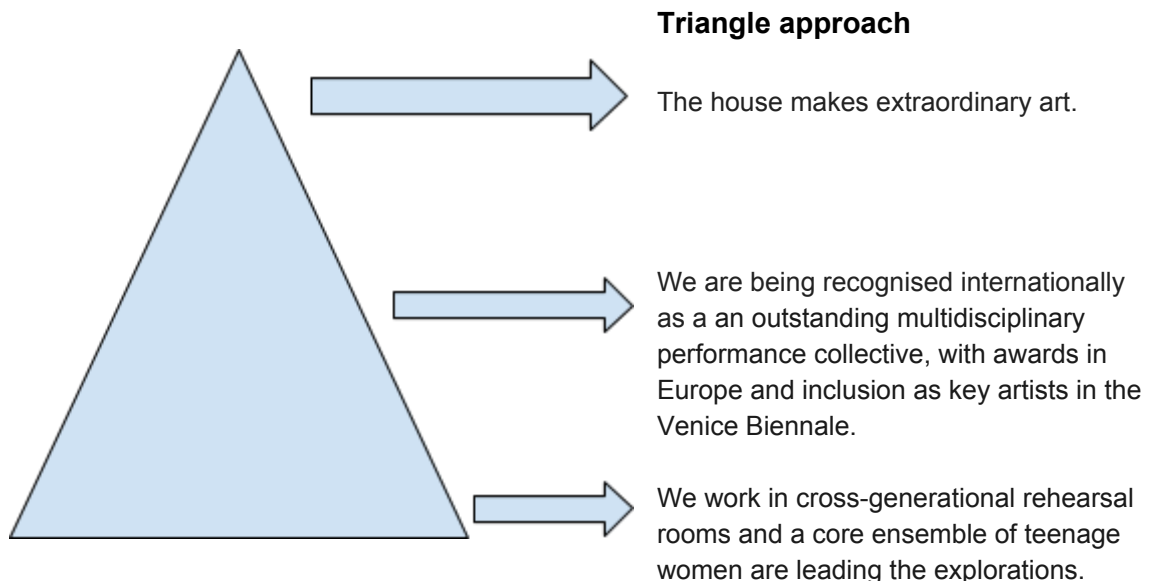 Triangle approach
The house makes extraordinary art.
We are being recognised internationally
as a an outstanding multidisciplinary
performance collective, with awards in
Europe and inclusion as key artists in the
Venice Biennale.
We work in cross-generational rehearsal
rooms and a core ensemble of teenage
women are leading the explorations.